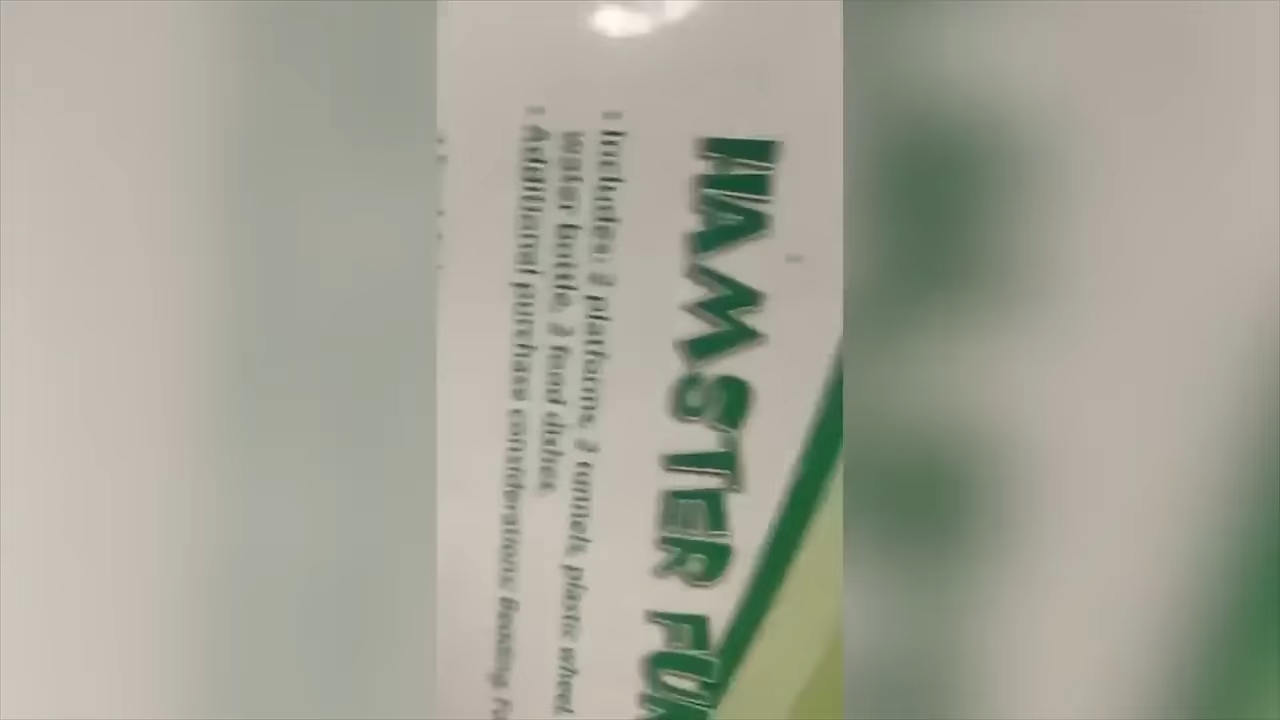 HAMSTER FUN
• Includes: 2 platforms, 2 tunnels, plastic wheel,
water bottle, 2 food dishes.
• Additional purchase considerations: Bedding,